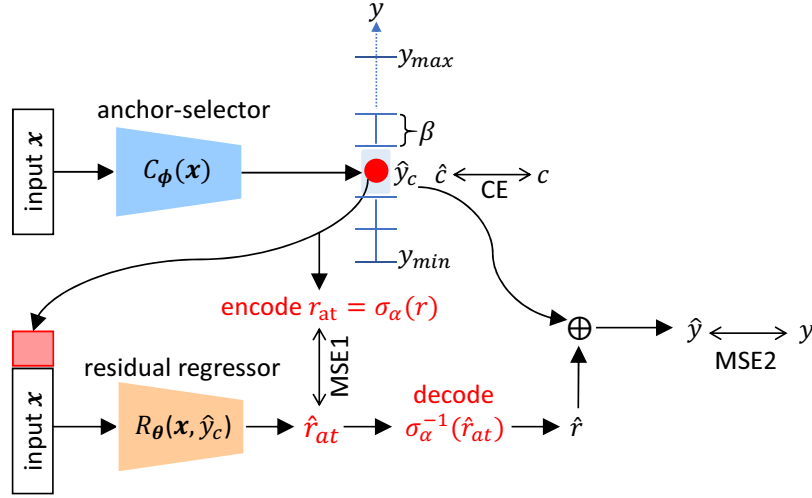 y
y_max
anchor-selector
β
input x
C_ϕ(x)
ŷ_c
ĉ
c
CE
y_min
encode r_at = σ_α(r)
MSE1
ŷ
y
MSE2
residual regressor
decode
input x
R_θ(x, ŷ_c)
r̂_at
σ_α^{-1}(r̂_at)
r̂